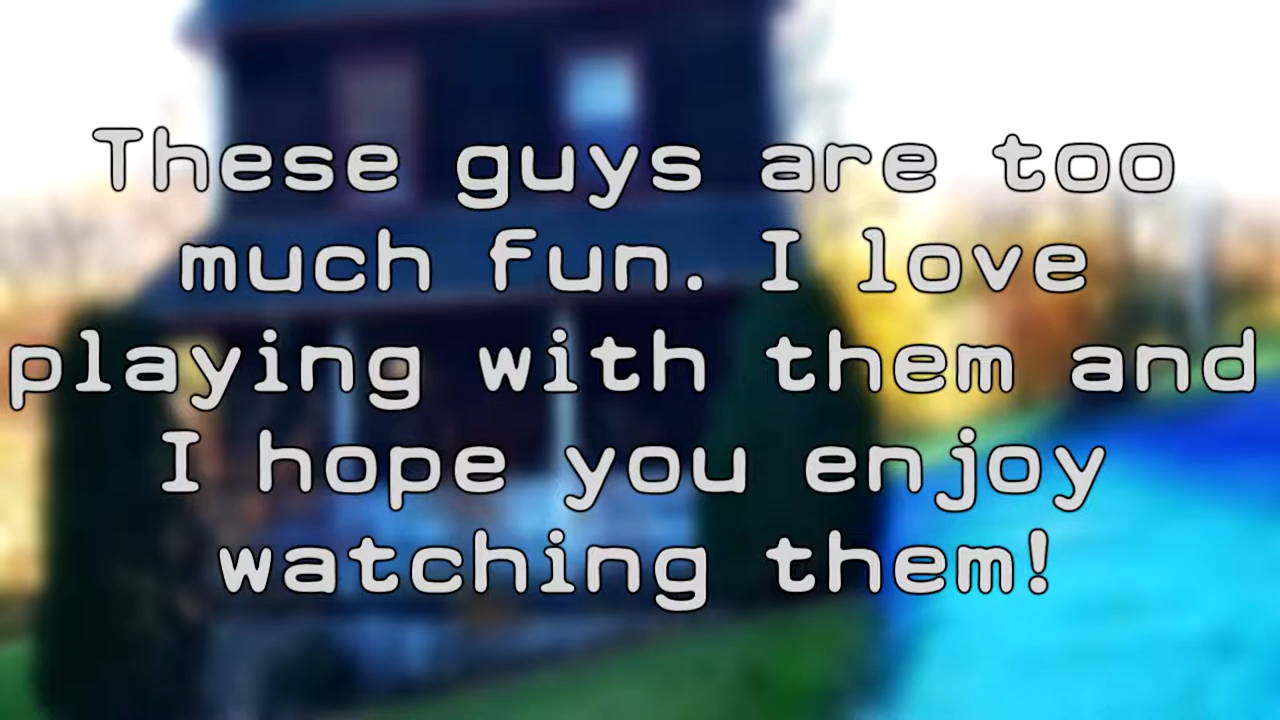 These guys are too
much fun. I love
playing with them and
I hope you enjoy
watching them!